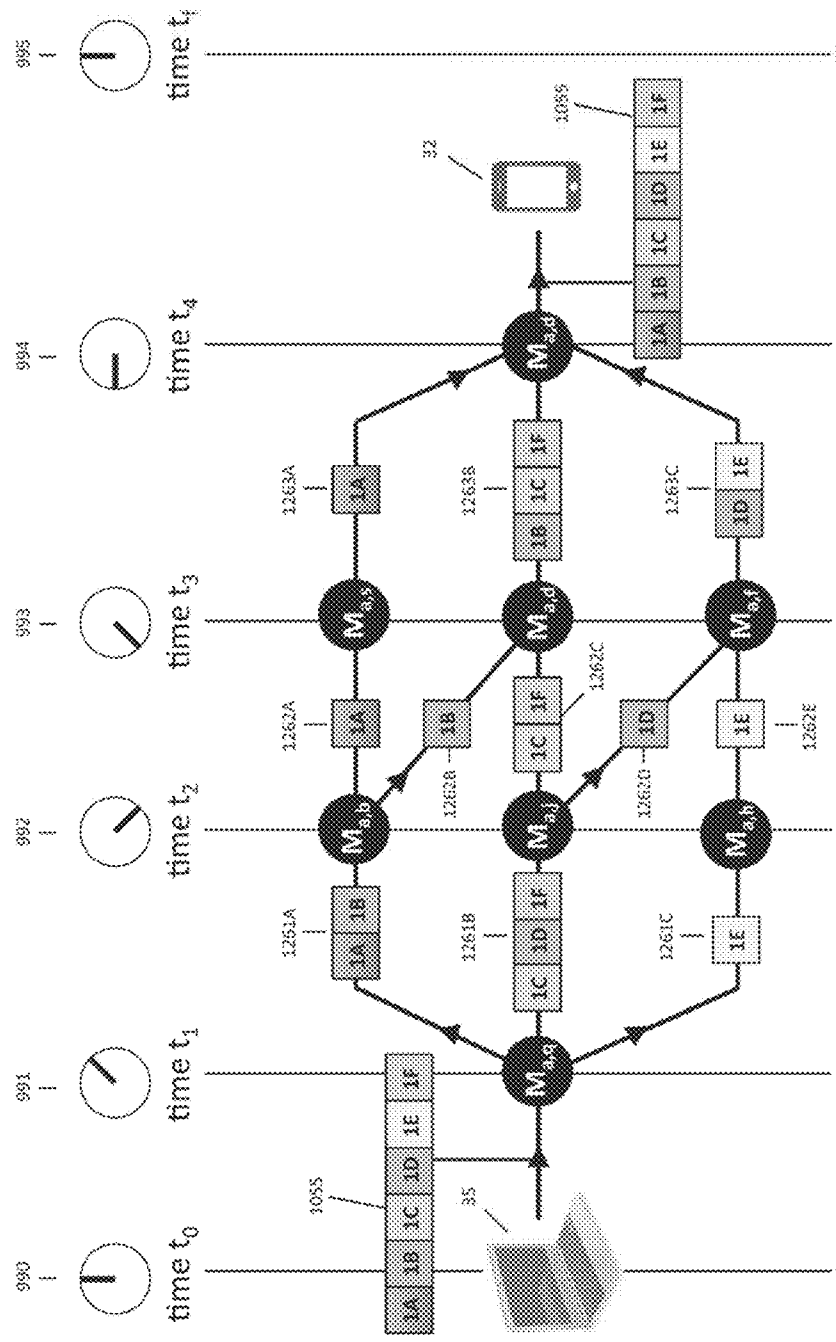 990 991 992 993 994 995
time t0 time t1 time t2 time t3 time t4 time tf
1055
1A 1B 1C 1D 1E 1F
35
Ma,q
1261A
1A 1B
1261B
1C 1D 1F
1261C
1E
Ma,b
Ma,j
Ma,h
1262A
1A
1262B
1B
1262C
1C 1F
1262D
1D
1262E
1E
Ma,s
Ma,d
Ma,f
1263A
1A
1263B
1B 1C 1F
1263C
1D 1E
Ma,d
32
1055
1A 1B 1C 1D 1E 1F